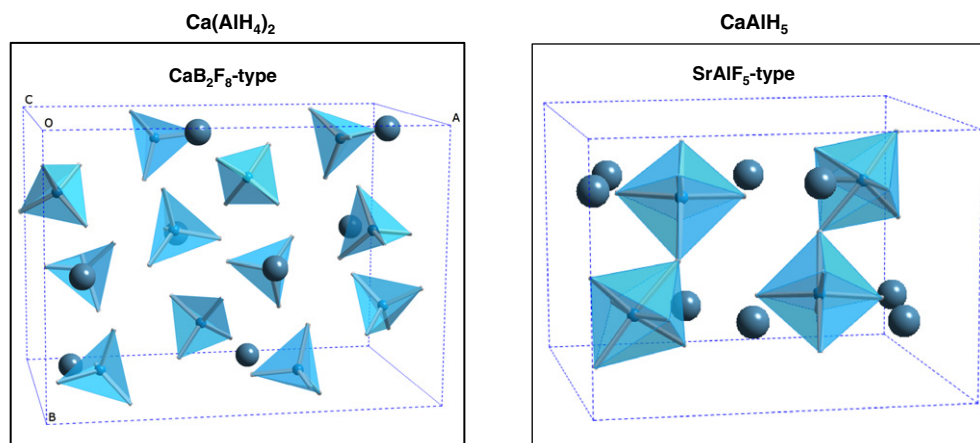 Ca(AlH₄)₂
CaB₂F₈-type
C
O
A
B
CaAlH₅
SrAlF₅-type